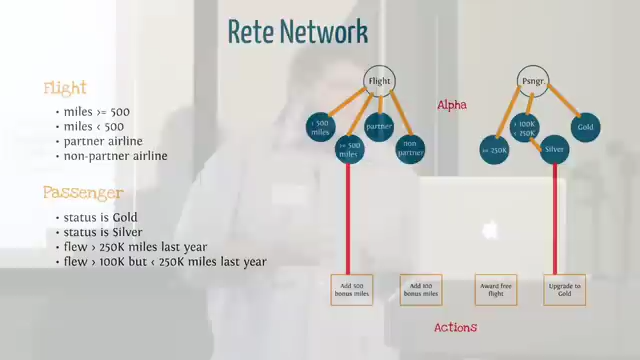 Rete Network
Flight
• miles >= 500
• miles < 500
• partner airline
• non-partner airline
Passenger
• status is Gold
• status is Silver
• flew > 250K miles last year
• flew > 100K but < 250K miles last year
Flight
< 500
miles
>= 500
miles
partner
non
partner
Alpha
Psngr.
>= 250K
> 100K
< 250K
Silver
Gold
Add 500
bonus miles
Add 100
bonus miles
Award free
flight
Upgrade to
Gold
Actions